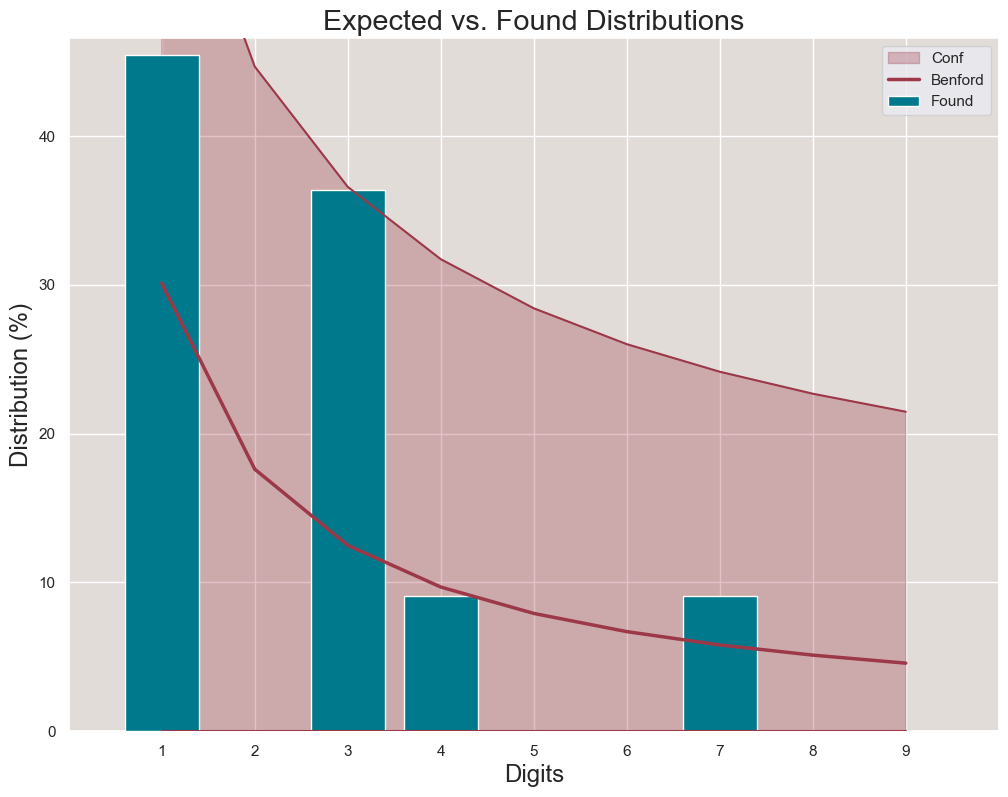 Expected vs. Found Distributions
Conf
Benford
Found
Distribution (%)
40
30
20
10
0
1 2 3 4 5 6 7 8 9
Digits